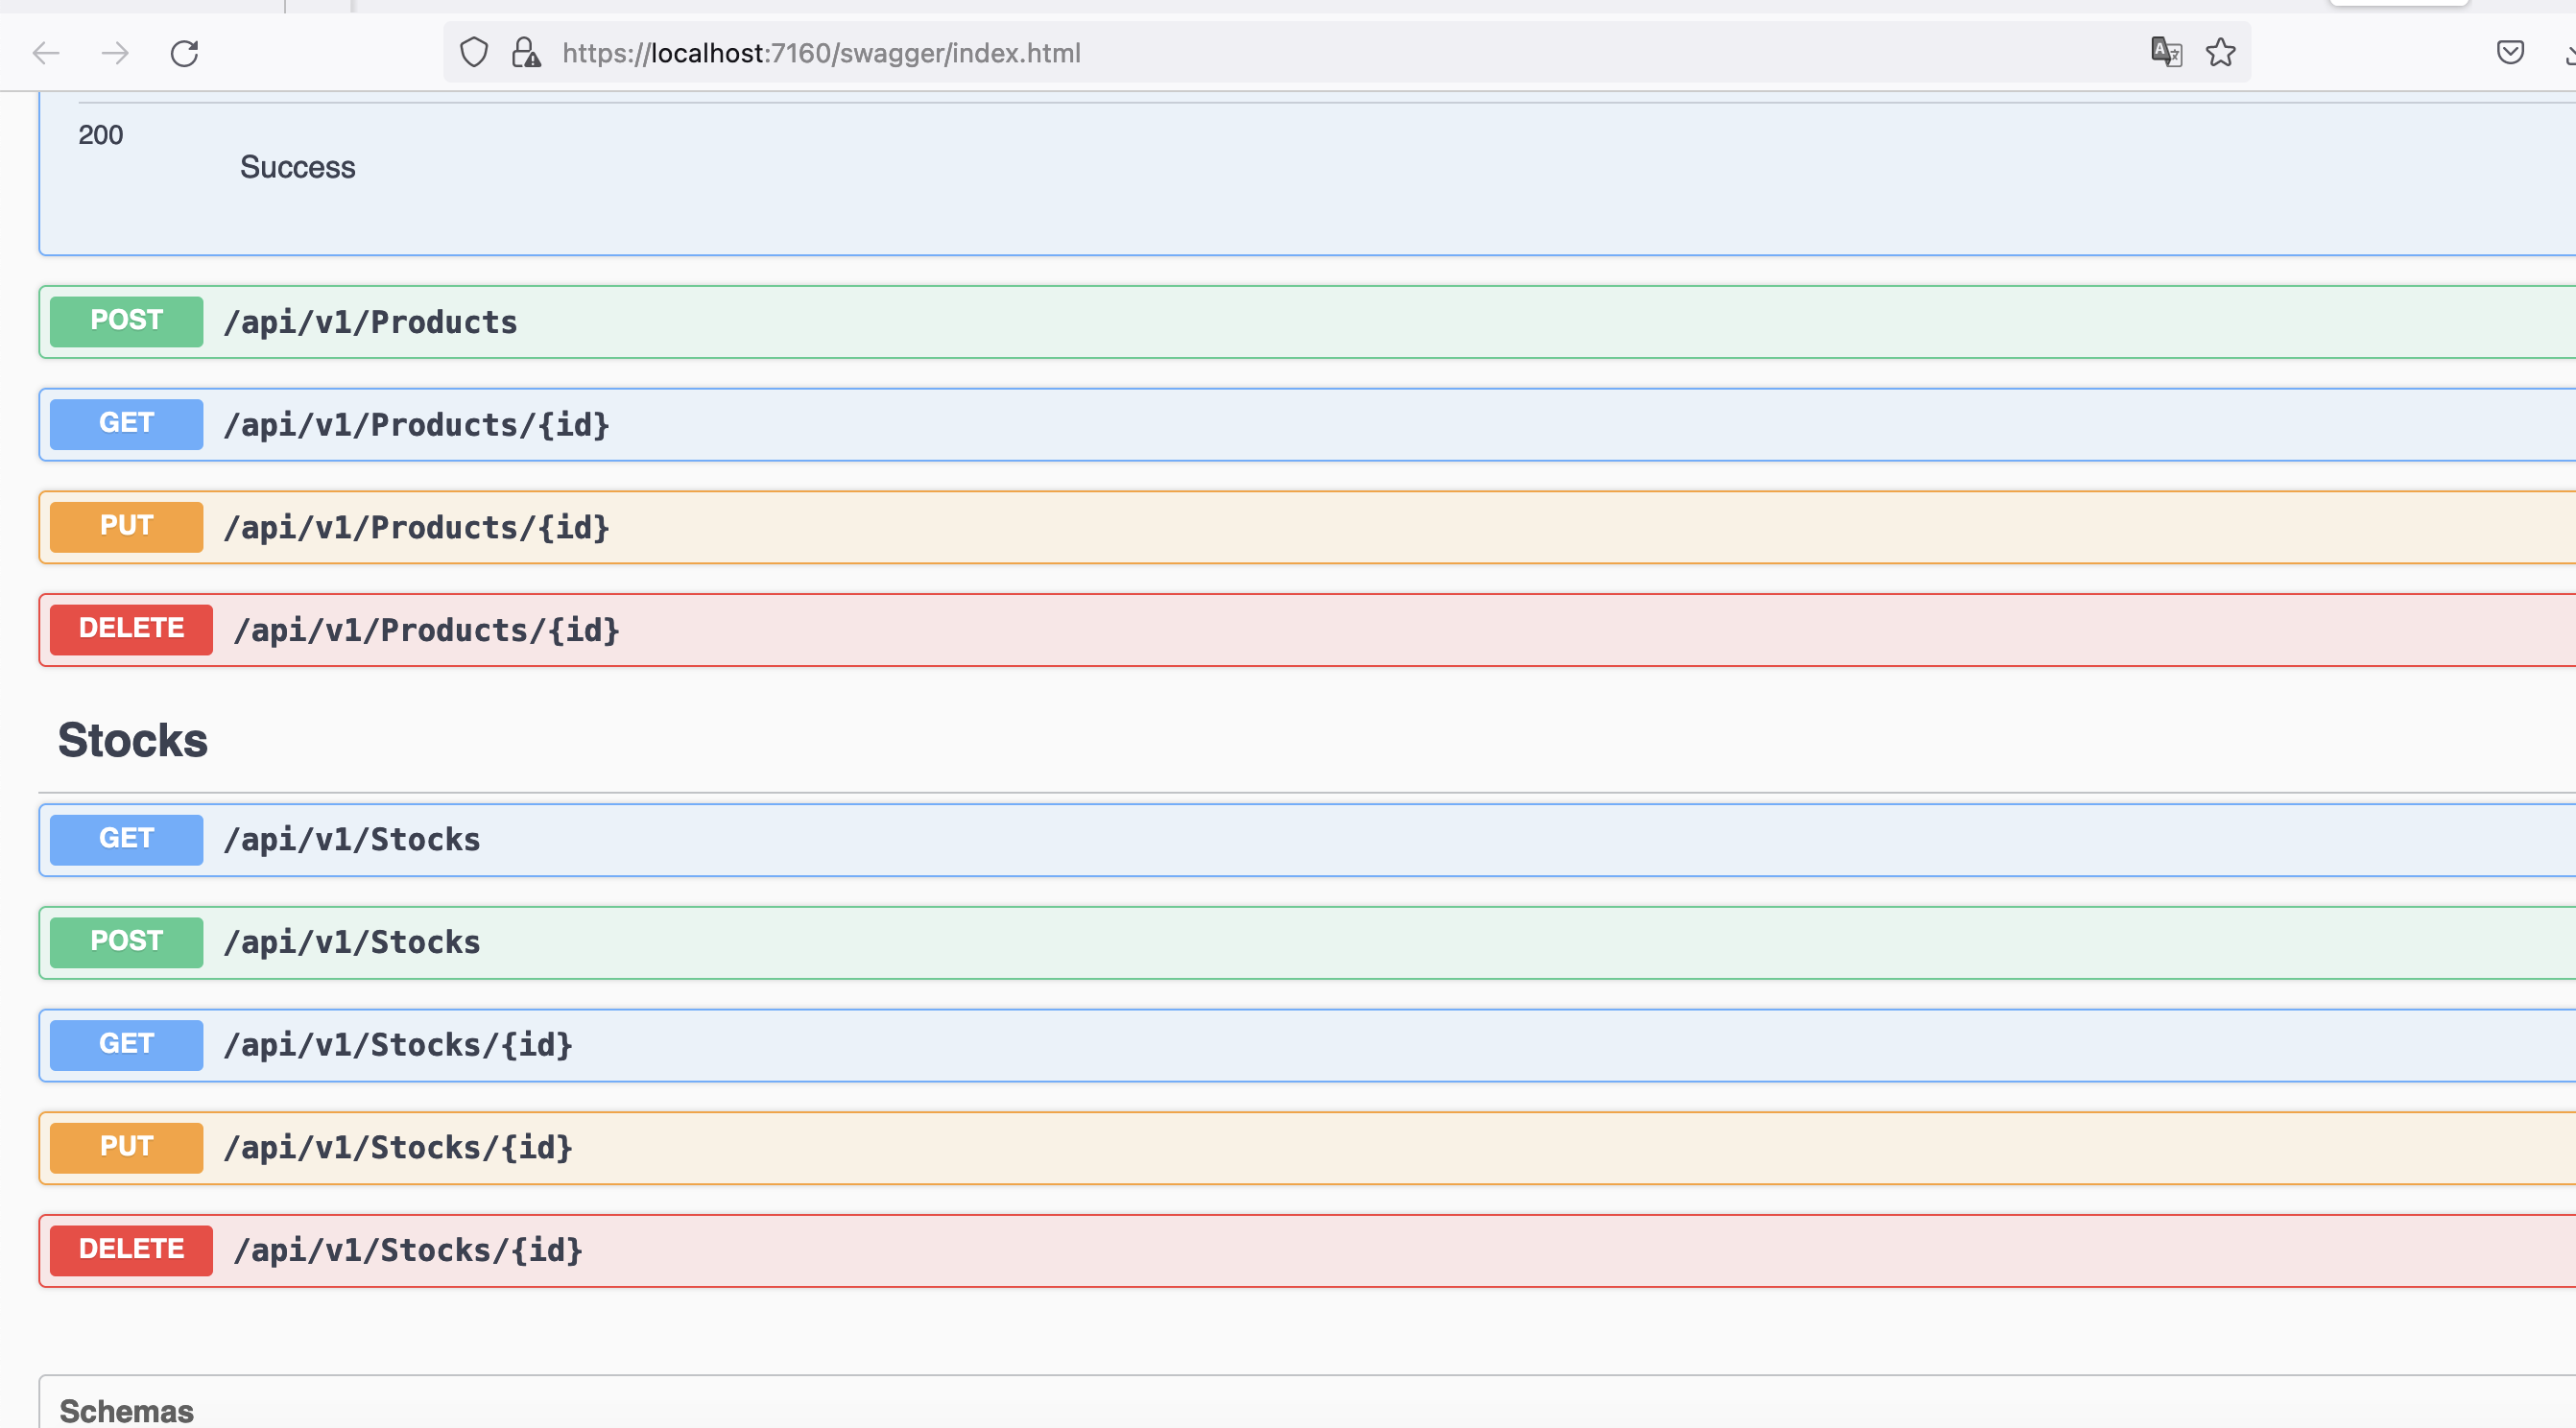 https://localhost:7160/swagger/index.html
200
Success
POST /api/v1/Products
GET /api/v1/Products/{id}
PUT /api/v1/Products/{id}
DELETE /api/v1/Products/{id}
Stocks
GET /api/v1/Stocks
POST /api/v1/Stocks
GET /api/v1/Stocks/{id}
PUT /api/v1/Stocks/{id}
DELETE /api/v1/Stocks/{id}
Schemas